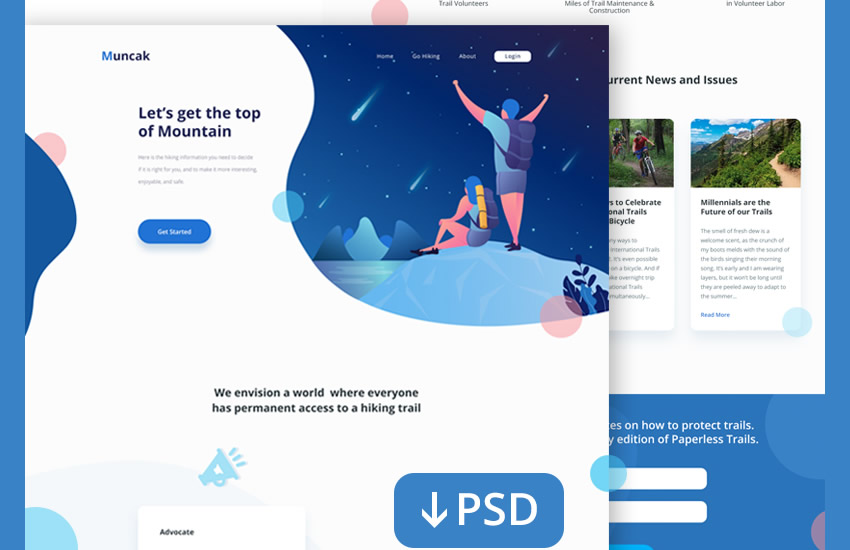 Trail Volunteers
Miles of Trail Maintenance &
Construction
in Volunteer Labor
Muncak
Home
Go Hiking
About
Login
Let's get the top
of Mountain
Here is the hiking information you need to decide
if it is right for you, and to make it more interesting,
enjoyable, and safe.
Get Started
urrent News and Issues
s to Celebrate
onal Trails
Bicycle
ny ways to
International Trails
. It's even possible
on a bicycle. And if
ke overnight trip
ational Trails
multaneously...
Millennials are the
Future of our Trails
The smell of fresh dew is a
welcome scent, as the crunch of
my boots melds with the sound of
the birds singing their morning
song. It's early and I am wearing
layers, but it won't be long until
they are peeled away to adapt to
the summer...
Read More
We envision a world where everyone
has permanent access to a hiking trail
es on how to protect trails.
y edition of Paperless Trails.
Advocate
PSD